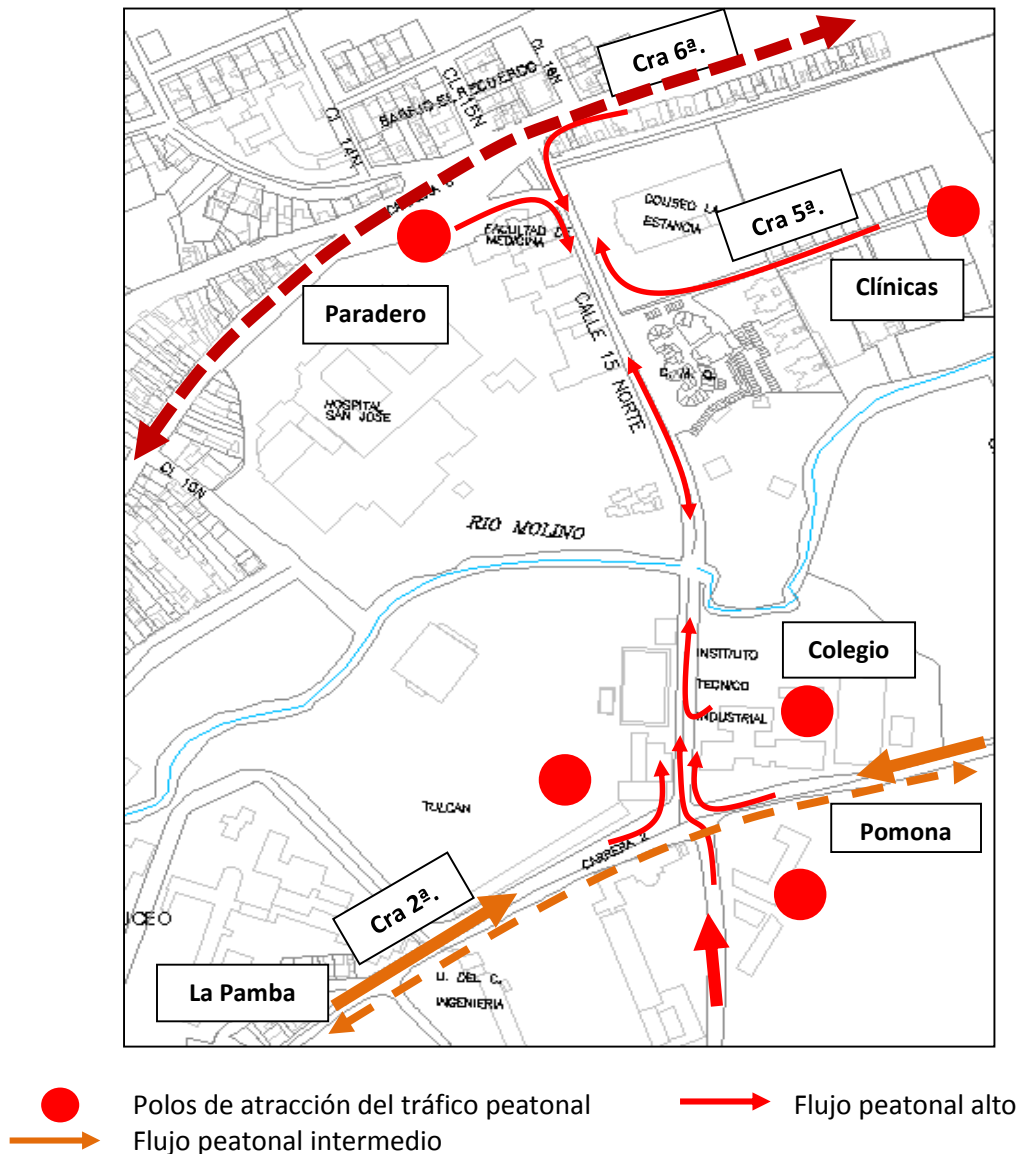 Cra 6ª.
CL 16N
CL 15N
BARRIO EL RECUERDO
CL 14N
COLISEO LA
ESTANCIA
Cra 5ª.
FACULTAD DE
MEDICINA
Clínicas
Paradero
CALLE 15 NORTE
HOSPITAL
SAN JOSE
CL 10N
RIO MOLINO
INSTITUTO
TECNICO
INDUSTRIAL
Colegio
TULCAN
Pomona
CARRERA 2
Cra 2ª.
La Pamba
U. DEL C.
INGENIERIA
Polos de atracción del tráfico peatonal
Flujo peatonal alto
Flujo peatonal intermedio